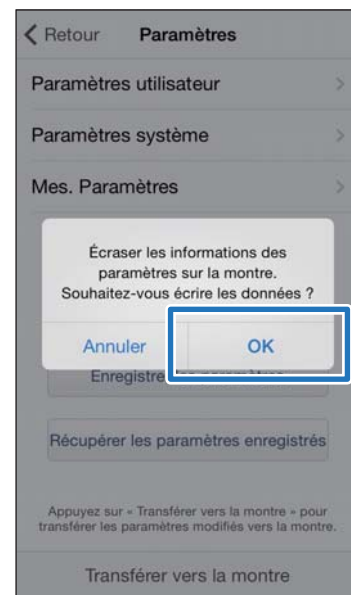 Retour Paramètres
Paramètres utilisateur
Paramètres système
Mes. Paramètres
Écraser les informations des
paramètres sur la montre.
Souhaitez-vous écrire les données ?
Annuler OK
Récupérer les paramètres enregistrés
Appuyez sur « Transférer vers la montre » pour
transférer les paramètres modifiés vers la montre.
Transférer vers la montre